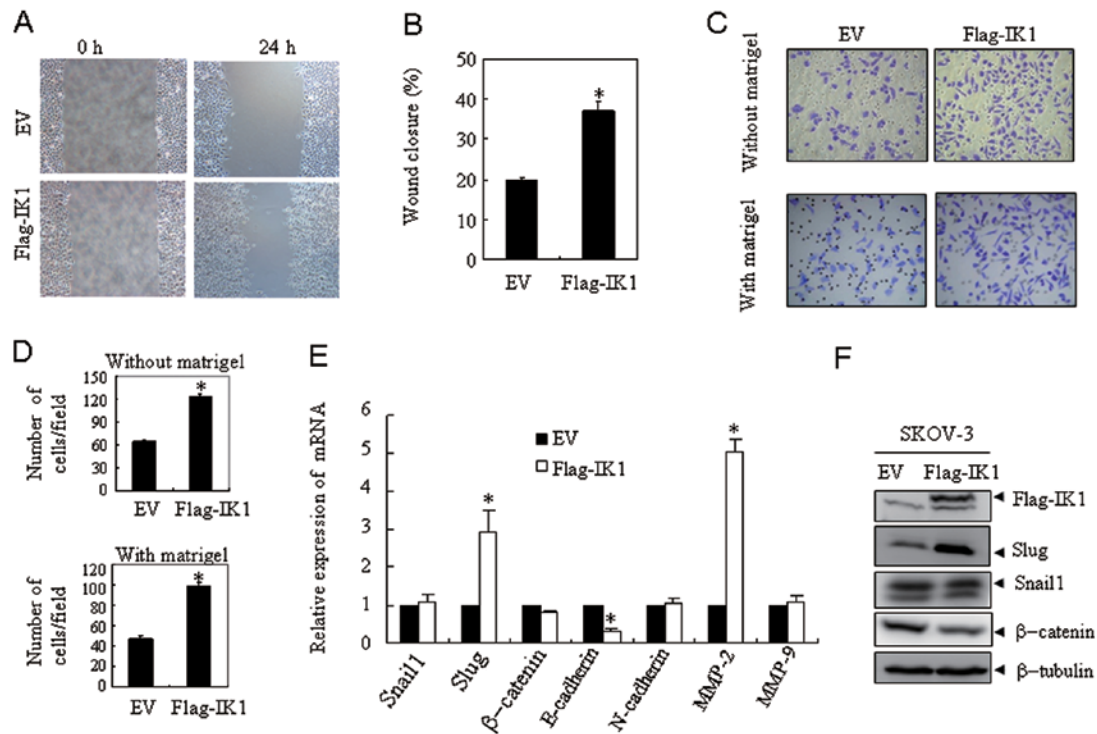 A
0 h
24 h
EV
Flag-IK1
B
Wound closure (%)
50
40
30
20
10
0
*
EV
Flag-IK1
C
EV
Flag-IK1
Without matrigel
With matrigel
D
Without matrigel
Number of
cells/field
150
120
90
60
30
0
*
EV
Flag-IK1
With matrigel
Number of
cells/field
120
100
80
60
40
20
0
*
EV
Flag-IK1
E
Relative expression of mRNA
6
5
4
3
2
1
0
EV
Flag-IK1
*
*
*
Snail1
Slug
β−catenin
E-cadherin
N-cadherin
MMP-2
MMP-9
F
SKOV-3
EV Flag-IK1
Flag-IK1
Slug
Snail1
β−catenin
β−tubulin